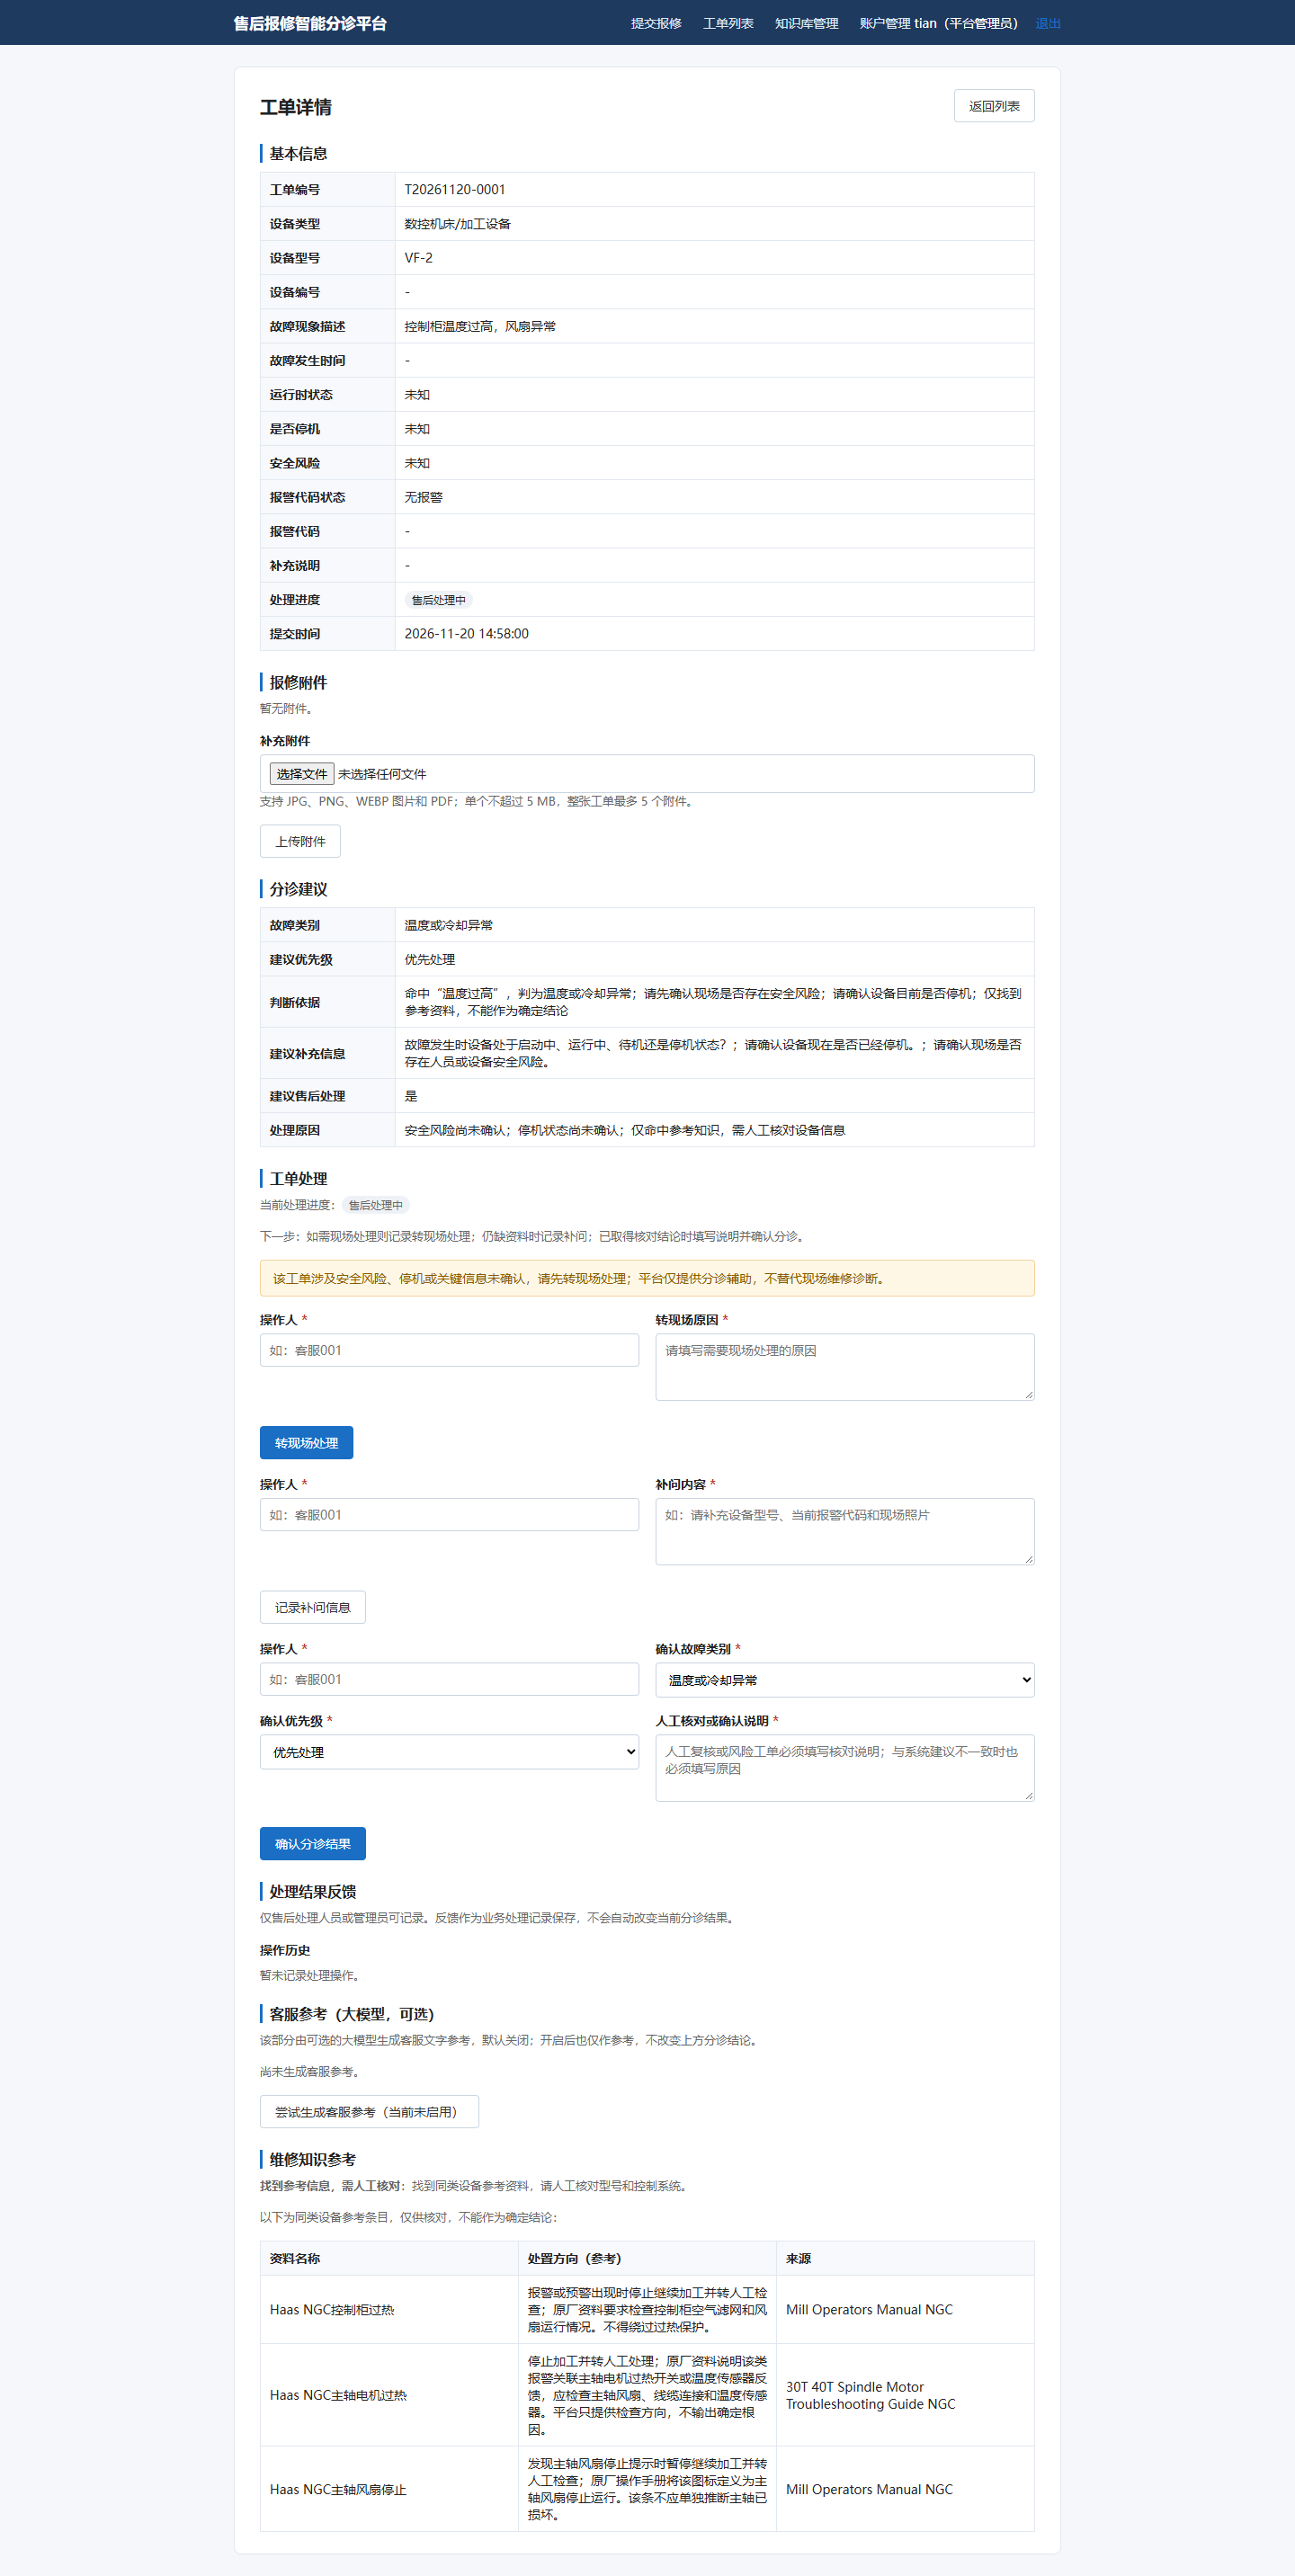 售后报修智能分诊平台 提交报修 工单列表 知识库管理 账户管理 tian（平台管理员） 退出
工单详情 返回列表
基本信息
工单编号 T20261120-0001
设备类型 数控机床/加工设备
设备型号 VF-2
设备编号 -
故障现象描述 控制柜温度过高，风扇异常
故障发生时间 -
运行时状态 未知
是否停机 未知
安全风险 未知
报警代码状态 无报警
报警代码 -
补充说明 -
处理进度 售后处理中
提交时间 2026-11-20 14:58:00
报修附件
暂无附件。
补充附件
选择文件 未选择任何文件
支持 JPG、PNG、WEBP 图片和 PDF；单个不超过 5 MB，整张工单最多 5 个附件。
上传附件
分诊建议
故障类别 温度或冷却异常
建议优先级 优先处理
判断依据 命中“温度过高”，判为温度或冷却异常；请先确认现场是否存在安全风险；请确认设备目前是否停机；仅找到
参考资料，不能作为确定结论
建议补充信息 故障发生时设备处于启动中、运行中、待机还是停机状态？；请确认设备现在是否已经停机。；请确认现场是否
存在人员或设备安全风险。
建议售后处理 是
处理原因 安全风险尚未确认；停机状态尚未确认；仅命中参考知识，需人工核对设备信息
工单处理
当前处理进度： 售后处理中
下一步：如需现场处理则记录转现场处理；仍缺资料时记录补问；已取得核对结论时填写说明并确认分诊。
该工单涉及安全风险、停机或关键信息未确认，请先转现场处理；平台仅提供分诊辅助，不替代现场维修诊断。
操作人 * 转现场原因 *
如：客服001 请填写需要现场处理的原因
转现场处理
操作人 * 补问内容 *
如：客服001 如：请补充设备型号、当前报警代码和现场照片
记录补问信息
操作人 * 确认故障类别 *
如：客服001 温度或冷却异常
确认优先级 * 人工核对或确认说明 *
优先处理 人工复核或风险工单必须填写核对说明；与系统建议不一致时也
必须填写原因
确认分诊结果
处理结果反馈
仅售后处理人员或管理员可记录。反馈作为业务处理记录保存，不会自动改变当前分诊结果。
操作历史
暂未记录处理操作。
客服参考（大模型，可选）
该部分由可选的大模型生成客服文字参考，默认关闭；开启后也仅作参考，不改变上方分诊结论。
尚未生成客服参考。
尝试生成客服参考（当前未启用）
维修知识参考
找到参考信息，需人工核对：找到同类设备参考资料，请人工核对型号和控制系统。
以下为同类设备参考条目，仅供核对，不能作为确定结论：
资料名称 处置方向（参考） 来源
Haas NGC控制柜过热 报警或预警出现时停止继续加工并转人工检 Mill Operators Manual NGC
查；原厂资料要求检查控制柜空气滤网和风
扇运行情况。不得绕过过热保护。
Haas NGC主轴电机过热 停止加工并转人工处理；原厂资料说明该类 30T 40T Spindle Motor
报警关联主轴电机过热开关或温度传感器反 Troubleshooting Guide NGC
馈，应检查主轴风扇、线缆连接和温度传感
器。平台只提供检查方向，不输出确定根
因。
Haas NGC主轴风扇停止 发现主轴风扇停止提示时暂停继续加工并转 Mill Operators Manual NGC
人工检查；原厂操作手册将该图标定义为主
轴风扇停止运行。该条不应单独推断主轴已
损坏。